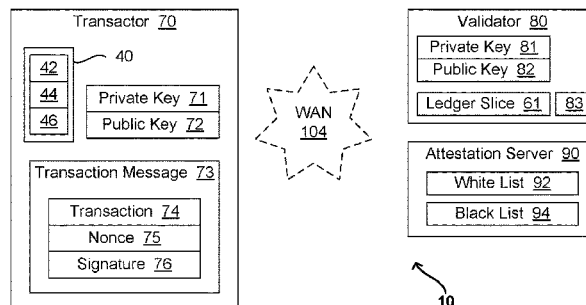 Transactor 70
42
44
46
40
Private Key 71
Public Key 72
Transaction Message 73
Transaction 74
Nonce 75
Signature 76
WAN
104
Validator 80
Private Key 81
Public Key 82
Ledger Slice 61
83
Attestation Server 90
White List 92
Black List 94
10